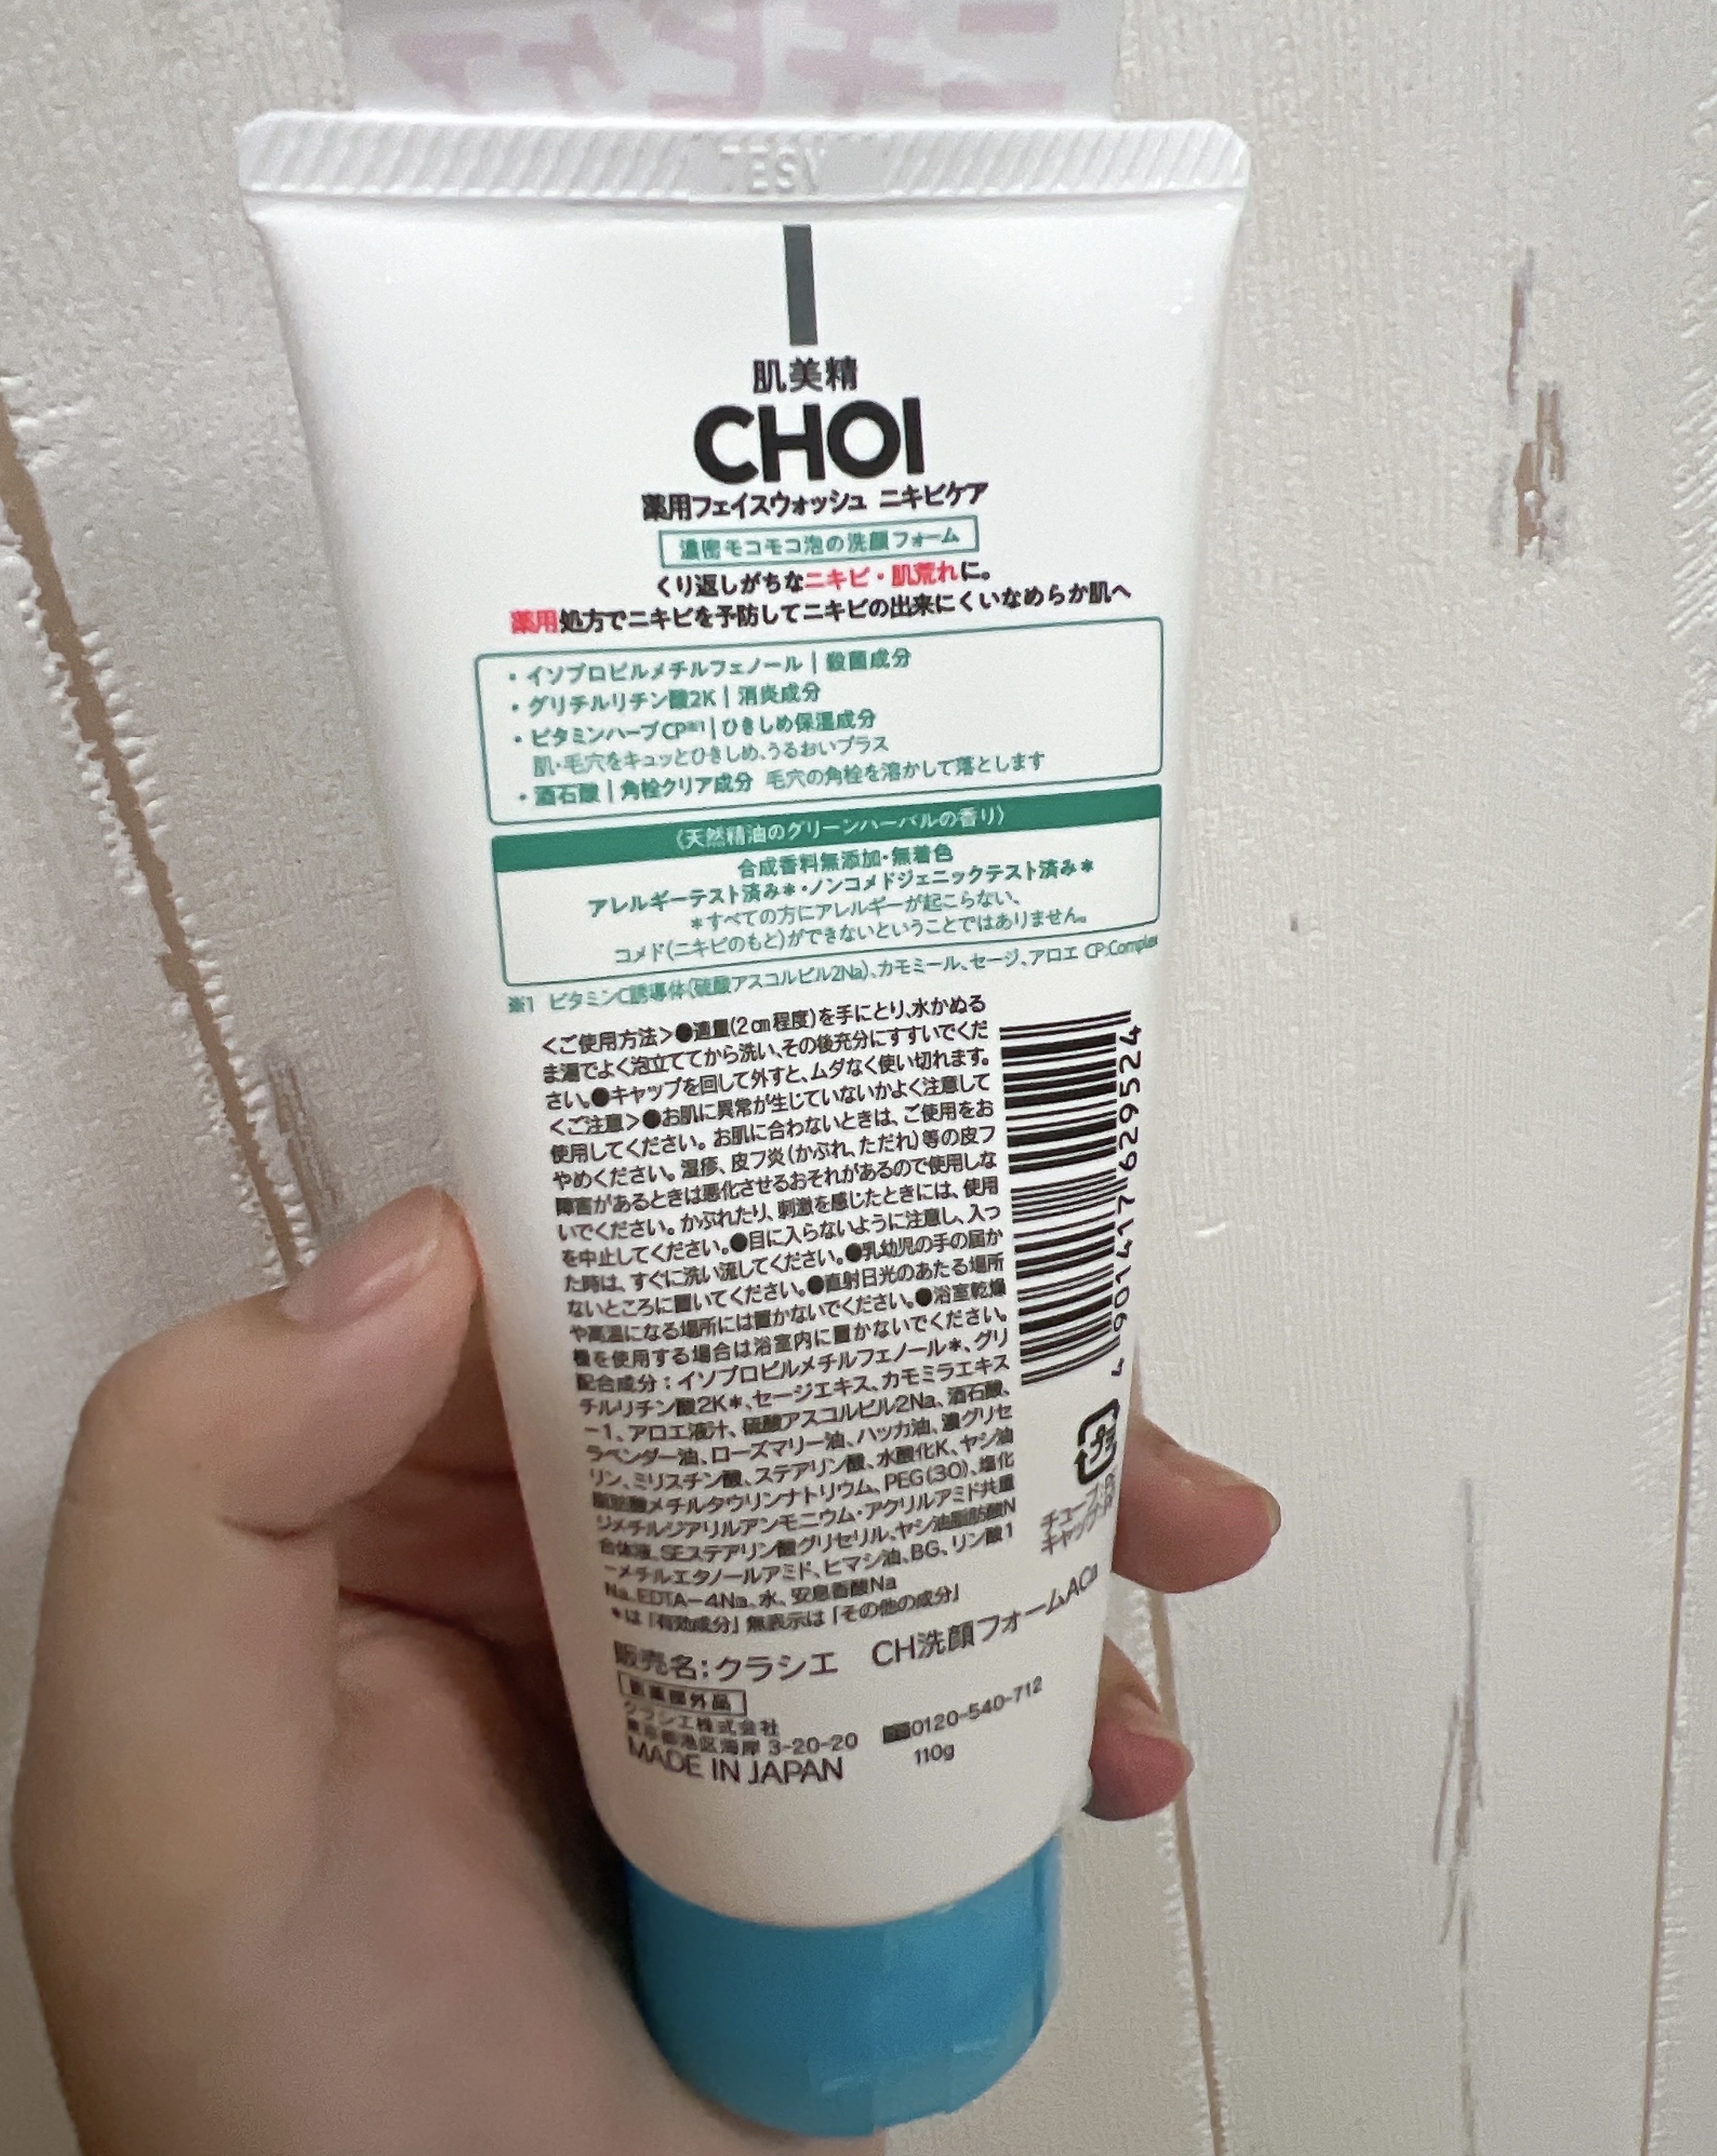 ニキビケア
TESY
肌美精
CHOI
薬用フェイスウォッシュ ニキビケア
濃密モコモコ泡の洗顔フォーム
くり返しがちなニキビ・肌荒れに。
薬用処方でニキビを予防してニキビの出来にくいなめらか肌へ
・イソプロピルメチルフェノール|殺菌成分
・グリチルリチン酸2K|消炎成分
・ビタミンハーブCP※1|ひきしめ保湿成分
肌・毛穴をキュッとひきしめ、うるおいプラス
・酒石酸|角栓クリア成分 毛穴の角栓を溶かして落とします
〈天然精油のグリーンハーバルの香り〉
合成香料無添加・無着色
アレルギーテスト済み＊・ノンコメドジェニックテスト済み＊
＊すべての方にアレルギーが起こらない、
コメド(ニキビのもと)ができないということではありません。
※1 ビタミンC誘導体(硫酸アスコルビル2Na)、カモミール、セージ、アロエ CP:Complex
＜ご使用方法＞●適量(2㎝程度)を手にとり、水かぬる
ま湯でよく泡立ててから洗い、その後充分にすすいでくだ
さい。●キャップを回して外すと、ムダなく使い切れます。
＜ご注意＞●お肌に異常が生じていないかよく注意して
使用してください。お肌に合わないときは、ご使用をお
やめください。湿疹、皮フ炎(かぶれ、ただれ)等の皮フ
障害があるときは悪化させるおそれがあるので使用しな
いでください。かぶれたり、刺激を感じたときには、使用
を中止してください。●目に入らないように注意し、入っ
た時は、すぐに洗い流してください。●乳幼児の手の届か
ないところに置いてください。●直射日光のあたる場所
や高温になる場所には置かないでください。●浴室乾燥
機を使用する場合は浴室内に置かないでください。
配合成分：イソプロピルメチルフェノール＊、グリ
チルリチン酸2K＊、セージエキス、カモミラエキス
－1、アロエ液汁、硫酸アスコルビル2Na、酒石酸、
ラベンダー油、ローズマリー油、ハッカ油、濃グリセ
リン、ミリスチン酸、ステアリン酸、水酸化K、ヤシ油
脂肪酸メチルタウリンナトリウム、PEG(30)、塩化
ジメチルジアリルアンモニウム・アクリルアミド共重
合体液、SEステアリン酸グリセリル、ヤシ油脂肪酸N
－メチルエタノールアミド、ヒマシ油、BG、リン酸1
Na、EDTA－4Na、水、安息香酸Na
＊は「有効成分」無表示は「その他の成分」
4 901417 629524
プラ
チューブ:
キャップ:
販売名：クラシエ CH洗顔フォームACa
医薬部外品
クラシエ株式会社
東京都港区海岸 3-20-20
0120-540-712
MADE IN JAPAN
110g